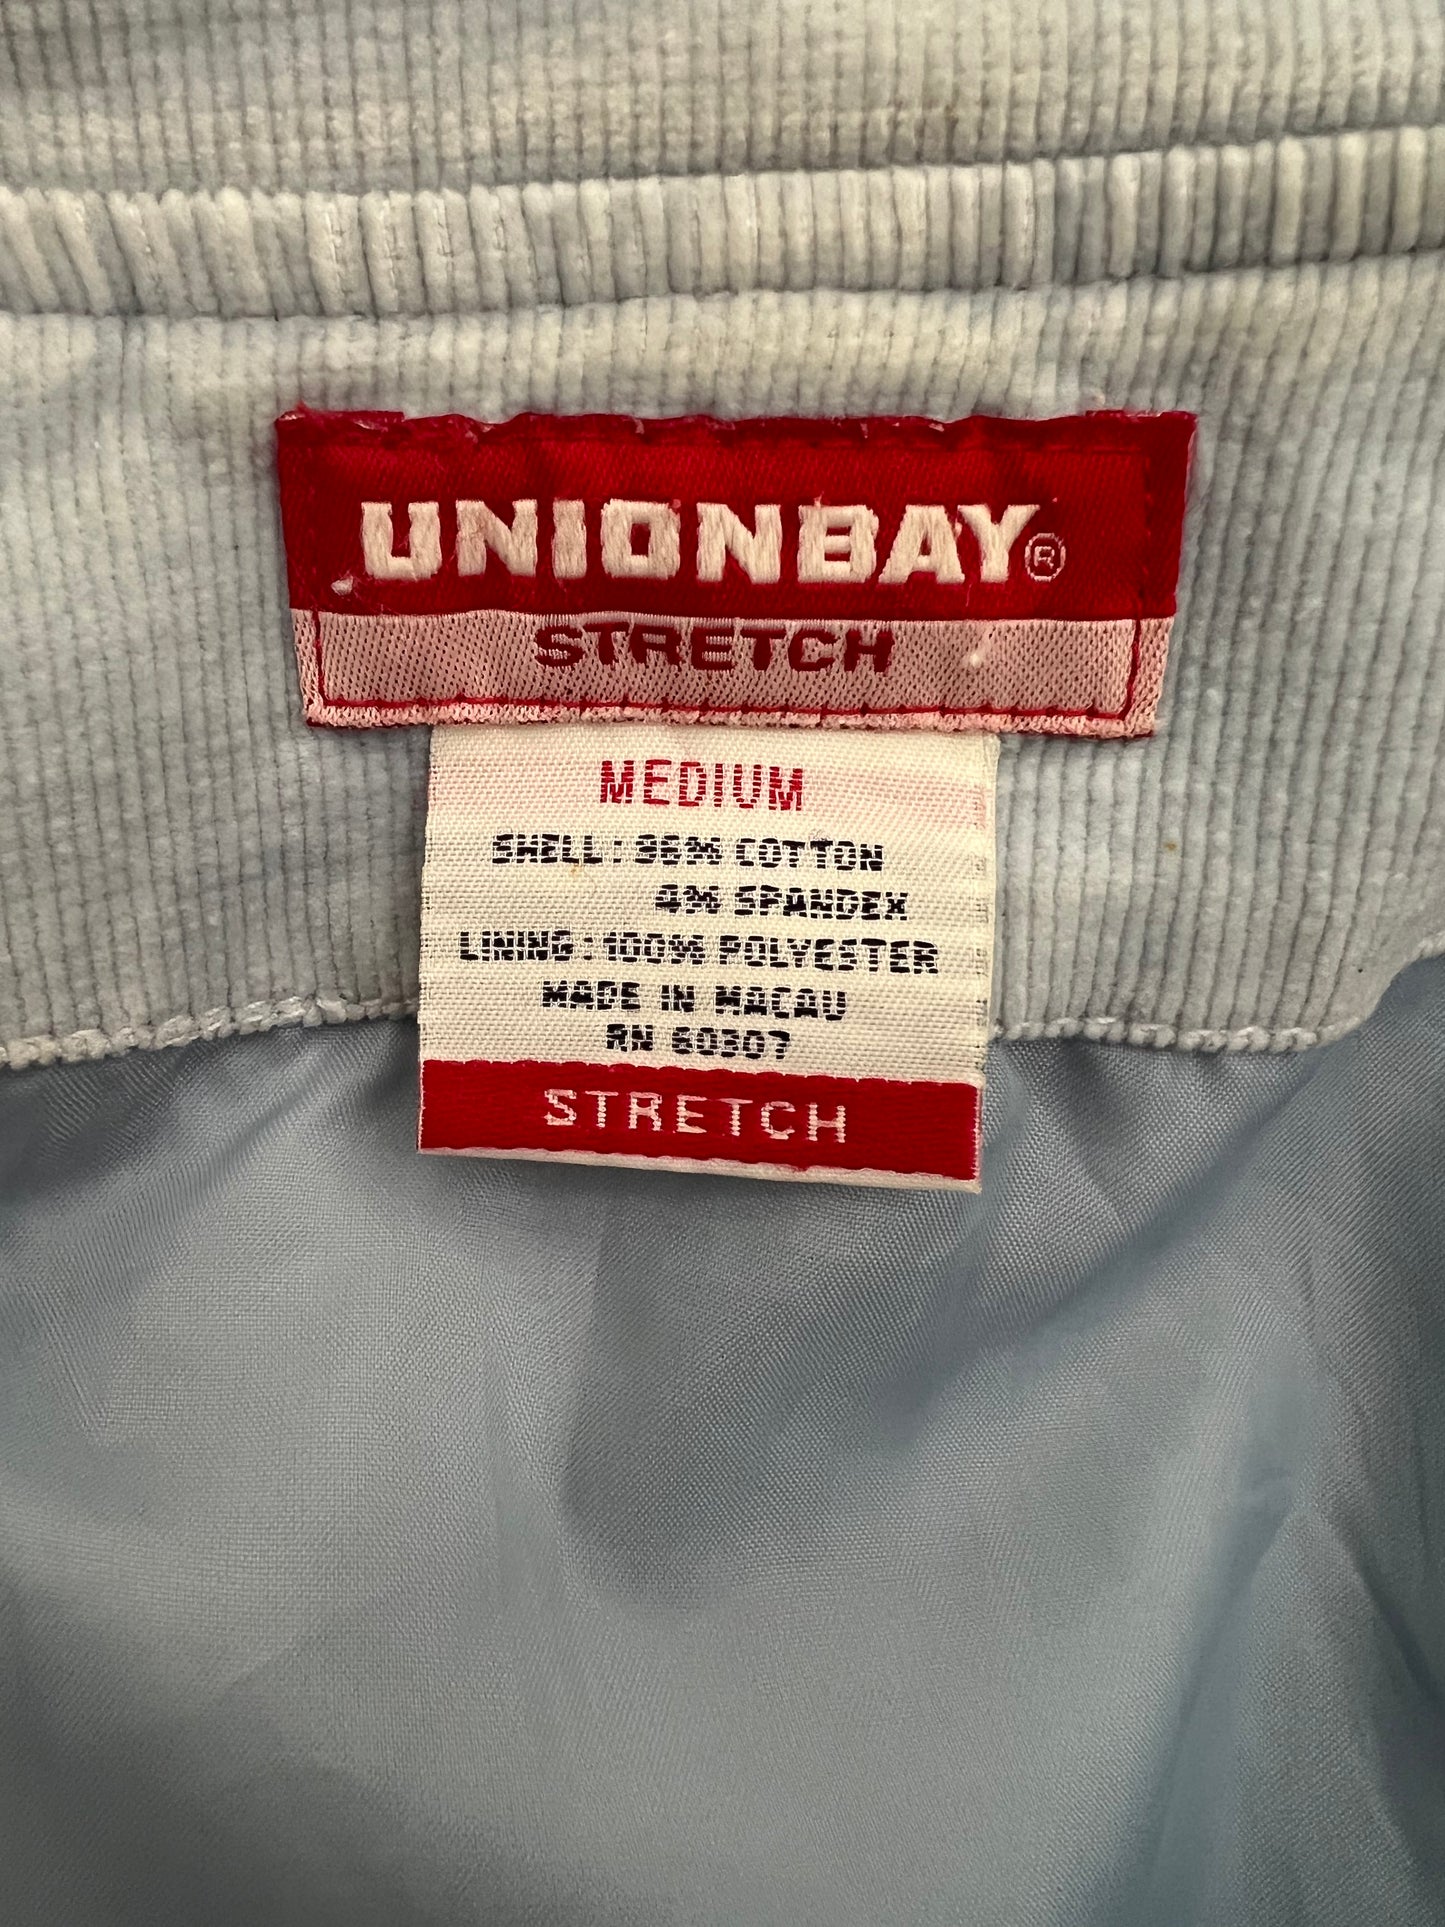 UNIONBAY®
STRETCH
MEDIUM
SHELL: 96% COTTON
4% SPANDEX
LINING: 100% POLYESTER
MADE IN MACAU
RN 60307
STRETCH